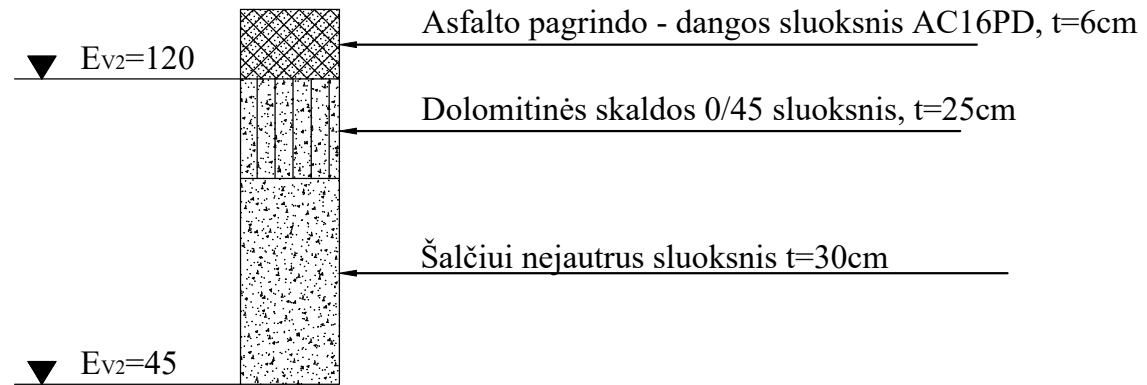 Asfalto pagrindo - dangos sluoksnis AC16PD, t=6cm
EV2=120
Dolomitinės skaldos 0/45 sluoksnis, t=25cm
Šalčiui nejautrus sluoksnis t=30cm
EV2=45